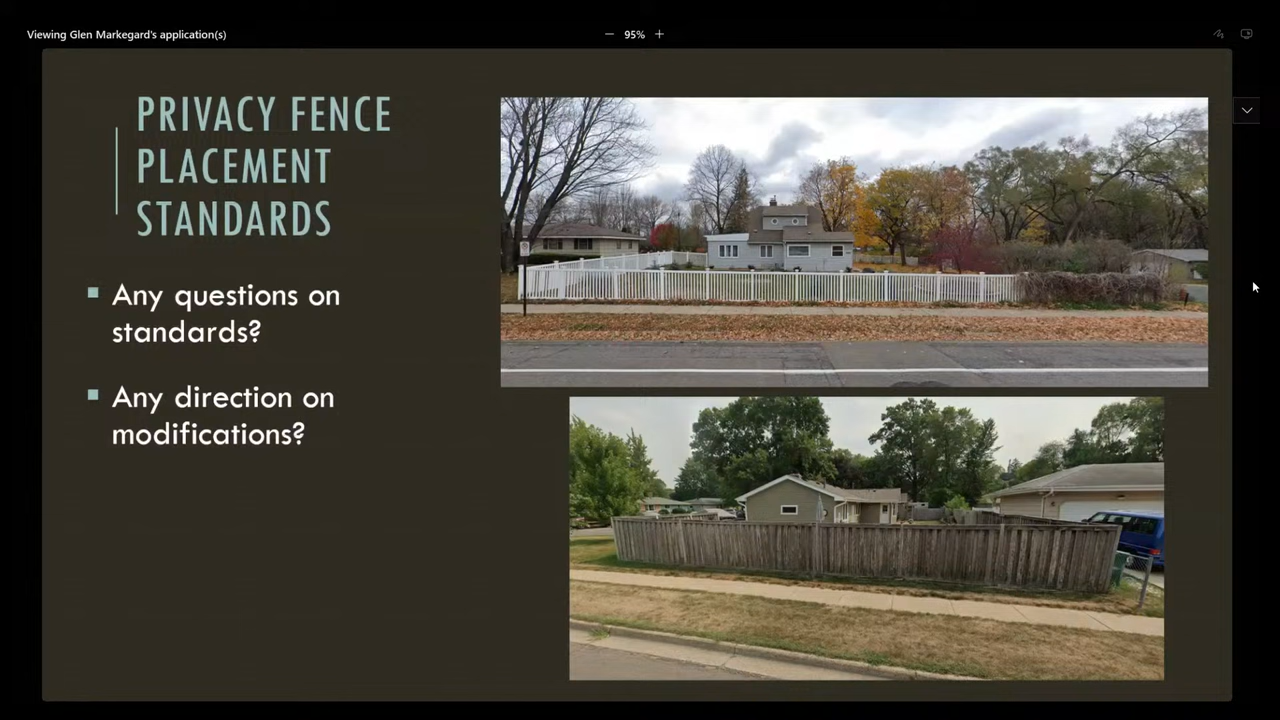 Viewing Glen Markegard's application(s)
95%
PRIVACY FENCE
PLACEMENT
STANDARDS
Any questions on
standards?
Any direction on
modifications?